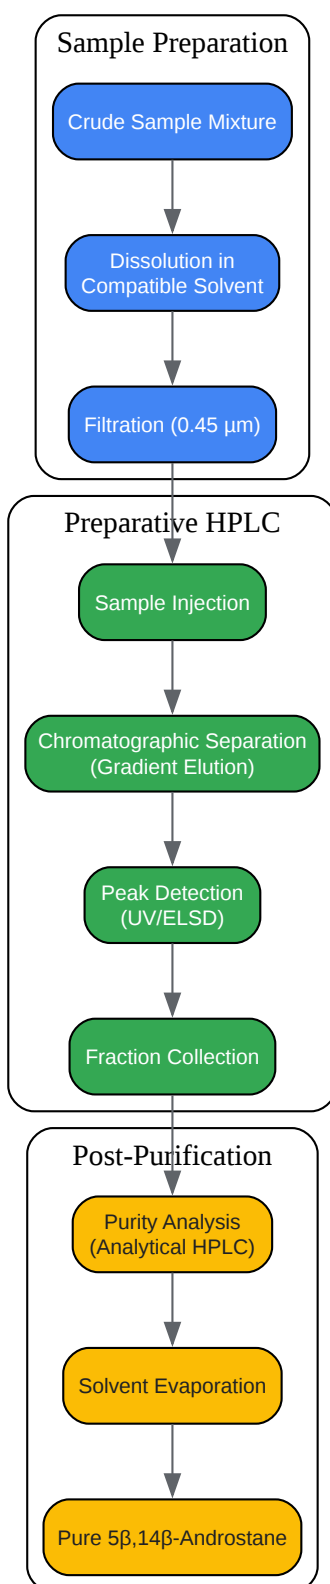 Sample Preparation
Crude Sample Mixture
Dissolution in
Compatible Solvent
Filtration (0.45 µm)
Preparative HPLC
Sample Injection
Chromatographic Separation
(Gradient Elution)
Peak Detection
(UV/ELSD)
Fraction Collection
Post-Purification
Purity Analysis
(Analytical HPLC)
Solvent Evaporation
Pure 5β,14β-Androstane